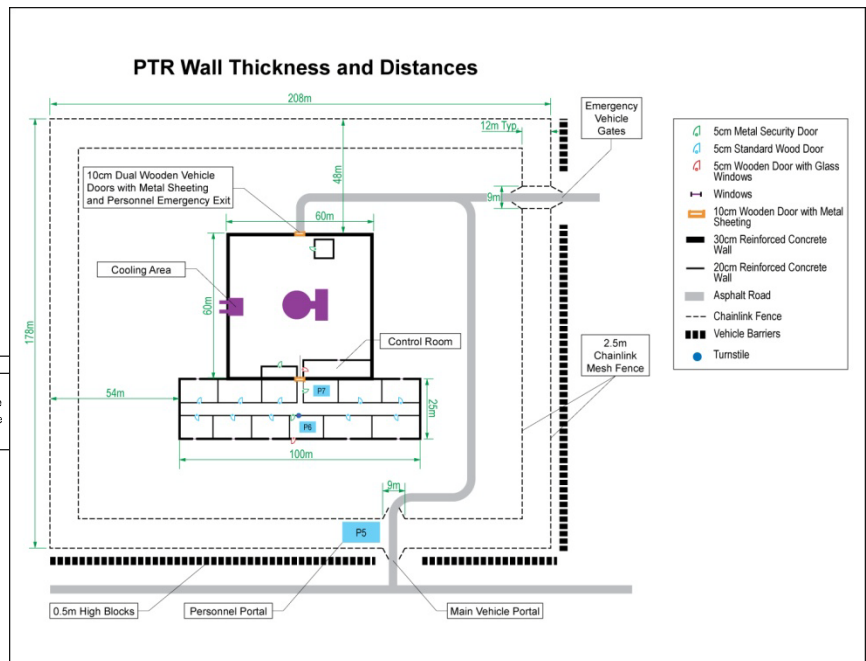 PTR Wall Thickness and Distances
208m
Emergency
Vehicle
Gates
12m Typ.
178m
48m
9m
10cm Dual Wooden Vehicle
Doors with Metal Sheeting
and Personnel Emergency Exit
60m
Cooling Area
60m
Control Room
2.5m
Chainlink
Mesh Fence
54m
P7
P6
25m
100m
9m
P5
0.5m High Blocks
Personnel Portal
Main Vehicle Portal
5cm Metal Security Door
5cm Standard Wood Door
5cm Wooden Door with Glass
Windows
Windows
10cm Wooden Door with Metal
Sheeting
30cm Reinforced Concrete
Wall
20cm Reinforced Concrete
Wall
Asphalt Road
Chainlink Fence
Vehicle Barriers
Turnstile
e
e